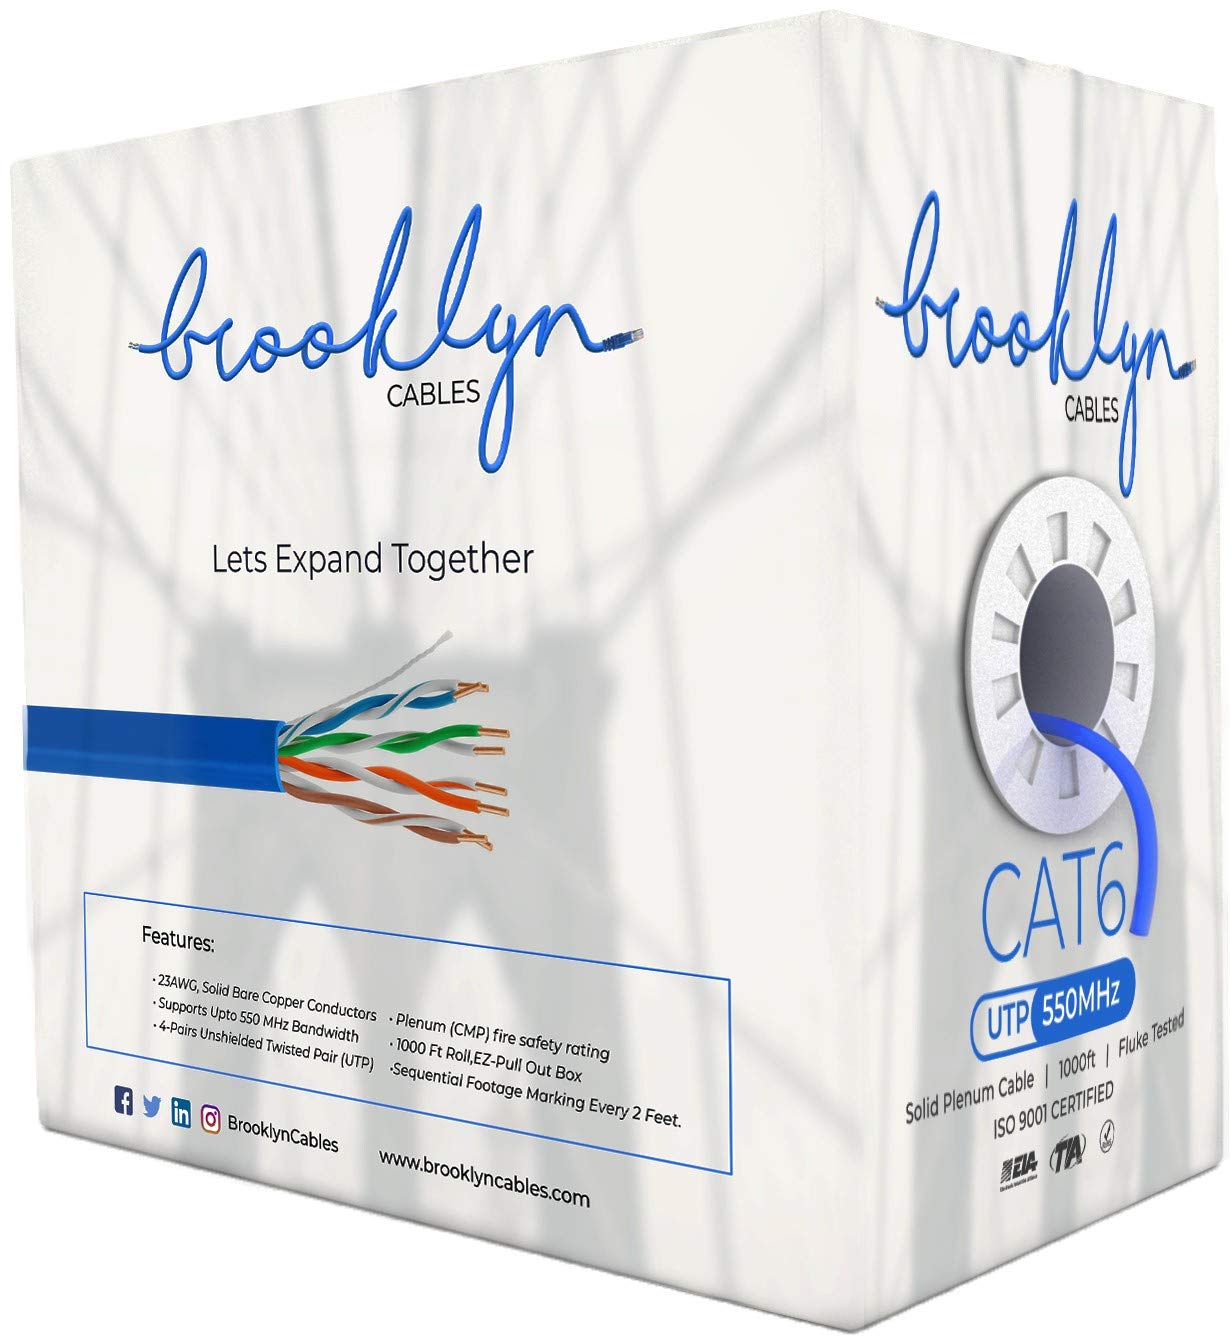 brooklyn
CABLES
Lets Expand Together
Features:
· 23AWG, Solid Bare Copper Conductors
· Supports Upto 550 MHz Bandwidth
· 4-Pairs Unshielded Twisted Pair (UTP)
· Plenum (CMP) fire safety rating
· 1000 Ft Roll,EZ-Pull Out Box
·Sequential Footage Marking Every 2 Feet.
BrooklynCables
www.brooklyncables.com
brooklyn
CABLES
CAT6
UTP 550MHz
Solid Plenum Cable | 1000ft | Fluke Tested
ISO 9001 CERTIFIED
EIA TIA